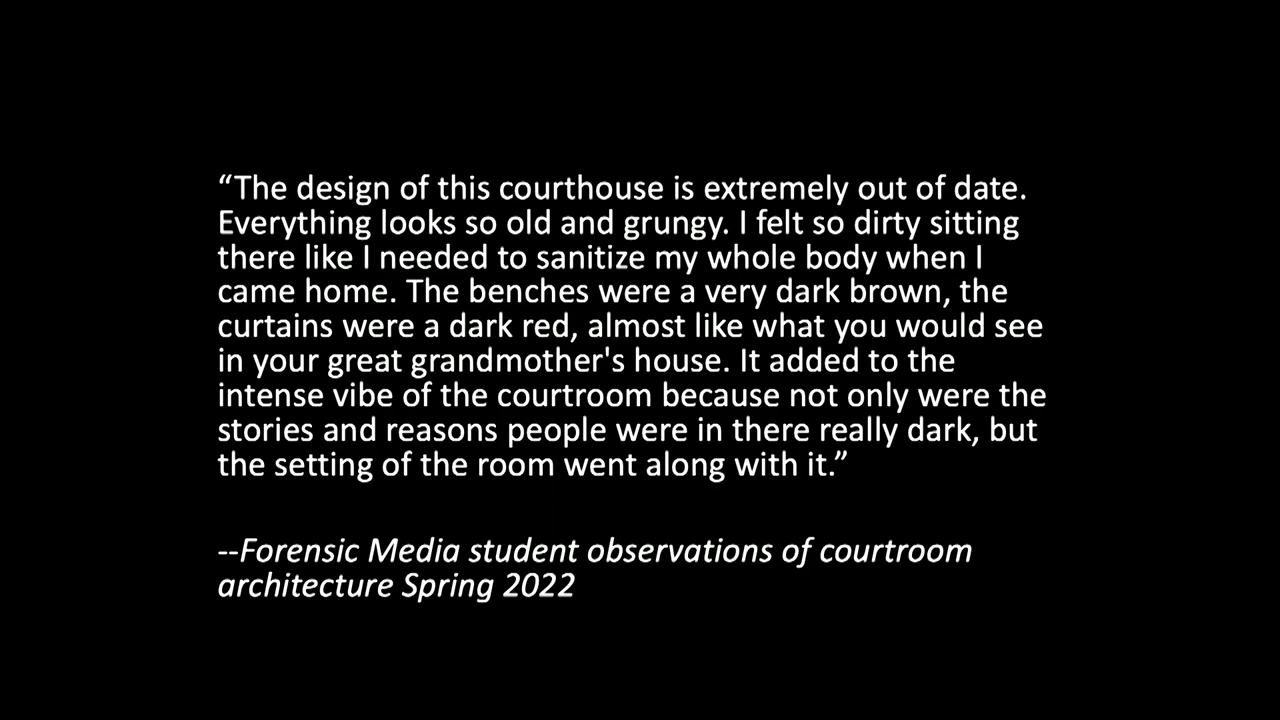 “The design of this courthouse is extremely out of date.
Everything looks so old and grungy. I felt so dirty sitting
there like I needed to sanitize my whole body when I
came home. The benches were a very dark brown, the
curtains were a dark red, almost like what you would see
in your great grandmother's house. It added to the
intense vibe of the courtroom because not only were the
stories and reasons people were in there really dark, but
the setting of the room went along with it.”
--Forensic Media student observations of courtroom
architecture Spring 2022